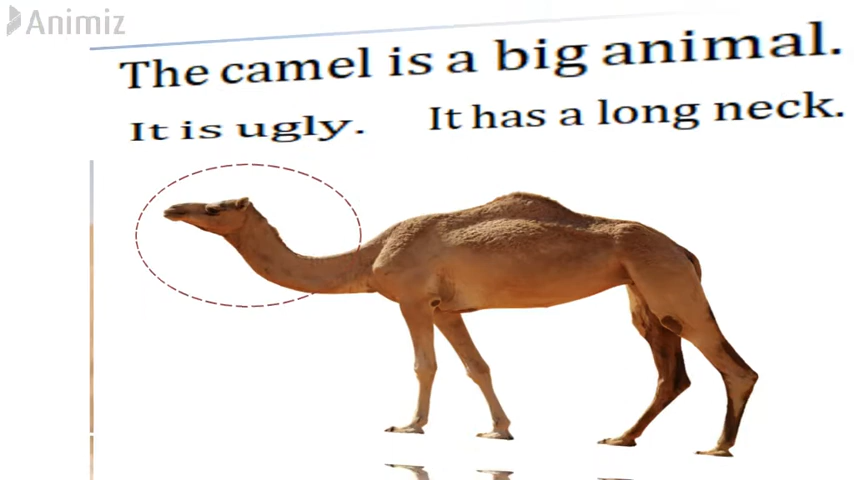 Animiz
The camel is a big animal.
It is ugly. It has a long neck.